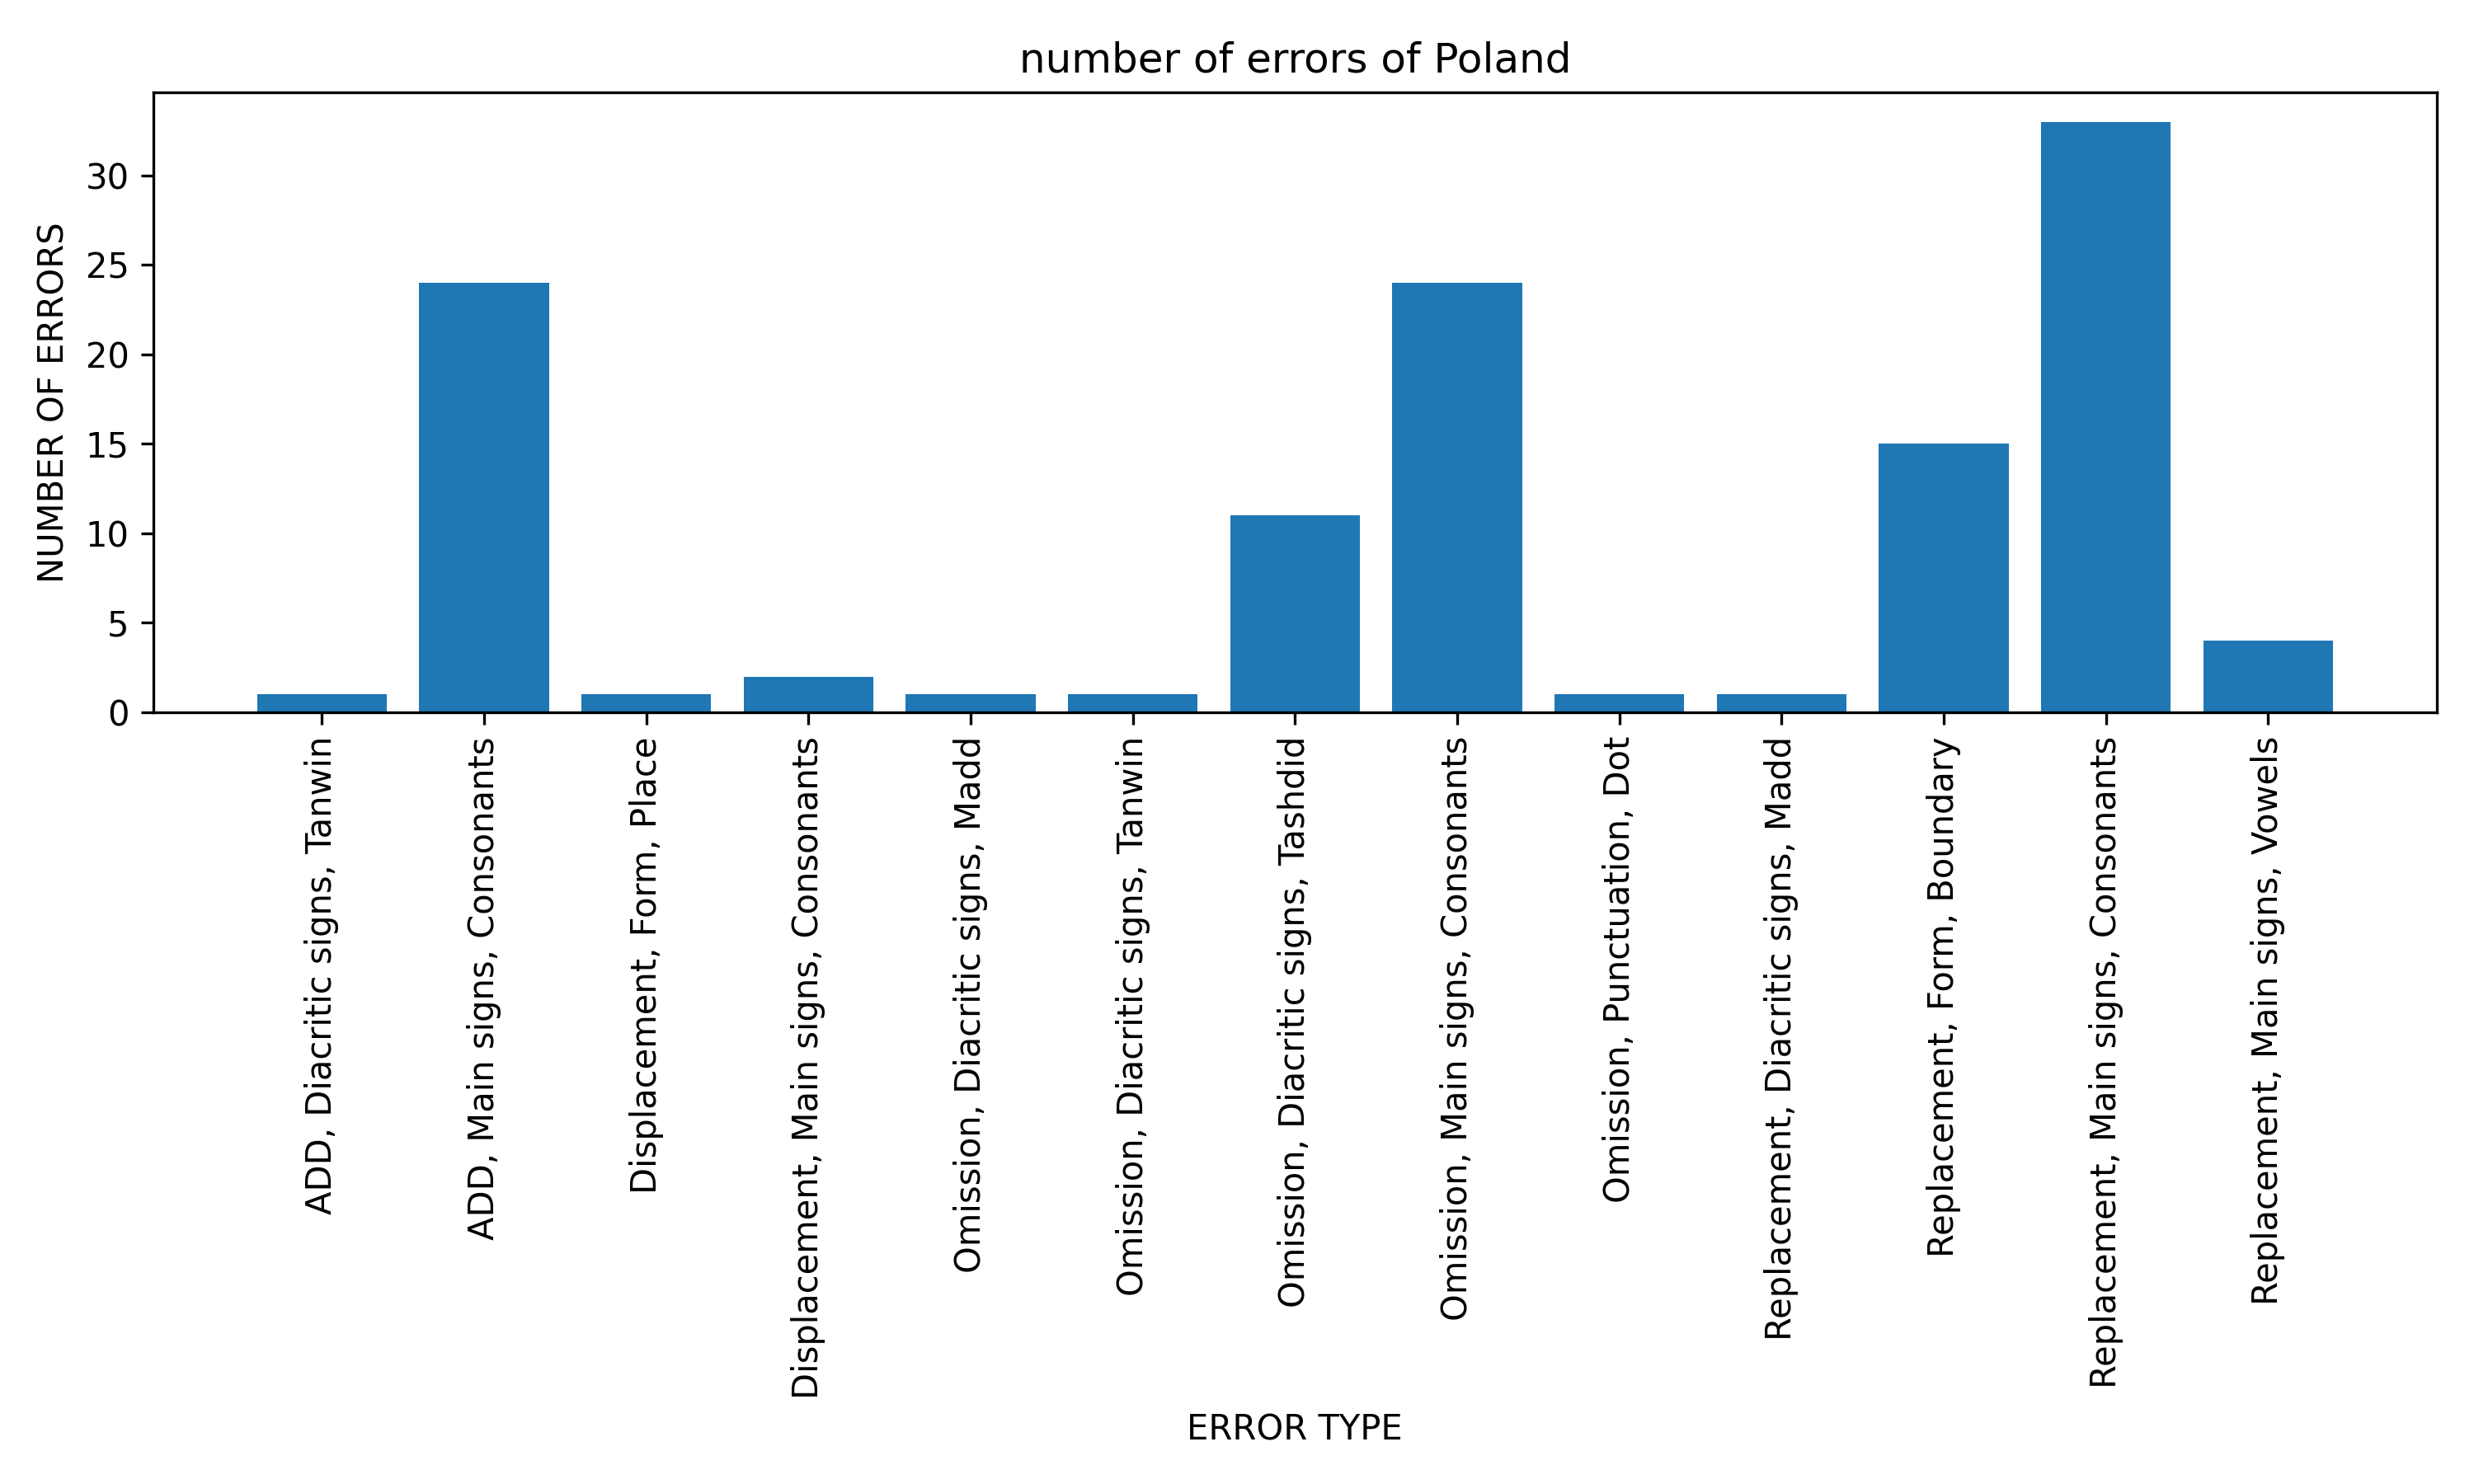 number of errors of Poland
NUMBER OF ERRORS
30
25
20
15
10
5
0
ADD, Diacritic signs, Tanwin
ADD, Main signs, Consonants
Displacement, Form, Place
Displacement, Main signs, Consonants
Omission, Diacritic signs, Madd
Omission, Diacritic signs, Tanwin
Omission, Diacritic signs, Tashdid
Omission, Main signs, Consonants
Omission, Punctuation, Dot
Replacement, Diacritic signs, Madd
Replacement, Form, Boundary
Replacement, Main signs, Consonants
Replacement, Main signs, Vowels
ERROR TYPE